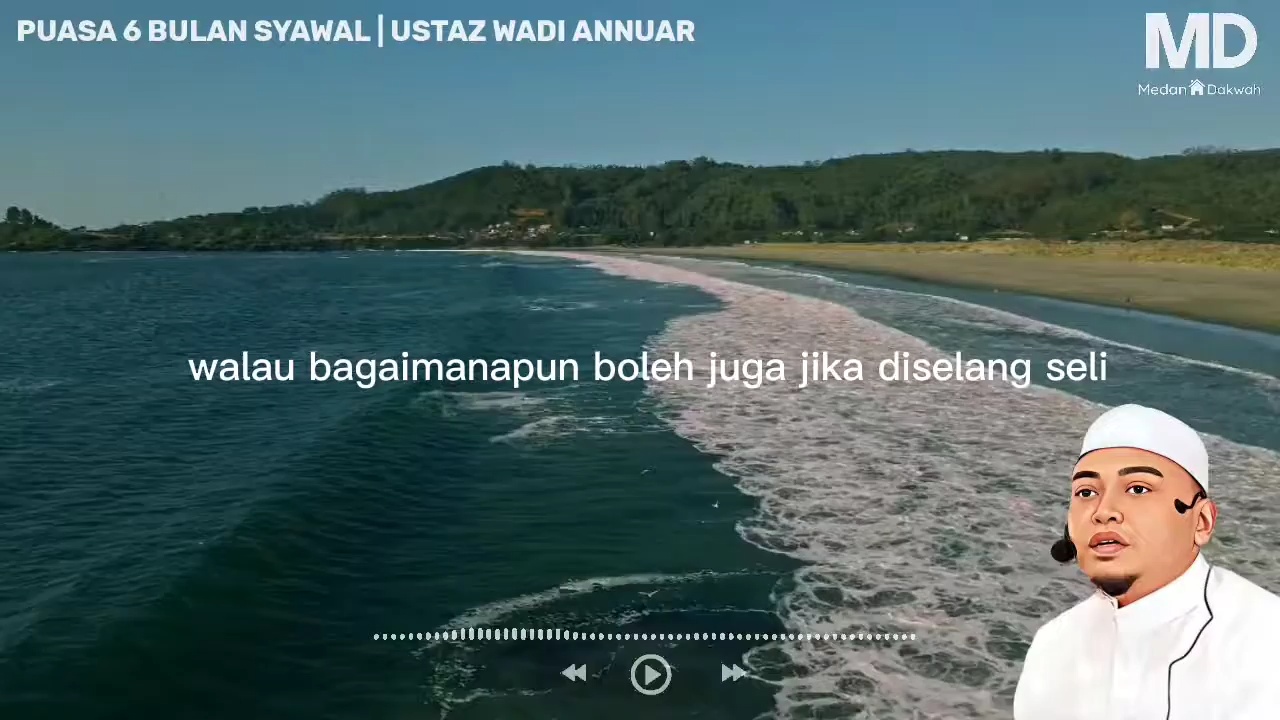 PUASA 6 BULAN SYAWAL | USTAZ WADI ANNUAR
MD
Medan Dakwah
walau bagaimanapun boleh juga jika diselang seli